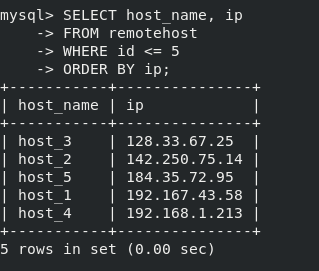 mysql> SELECT host_name, ip
    -> FROM remotehost
    -> WHERE id <= 5
    -> ORDER BY ip;
+-----------+----------------+
| host_name | ip             |
+-----------+----------------+
| host_3    | 128.33.67.25   |
| host_2    | 142.250.75.14  |
| host_5    | 184.35.72.95   |
| host_1    | 192.167.43.58  |
| host_4    | 192.168.1.213  |
+-----------+----------------+
5 rows in set (0.00 sec)